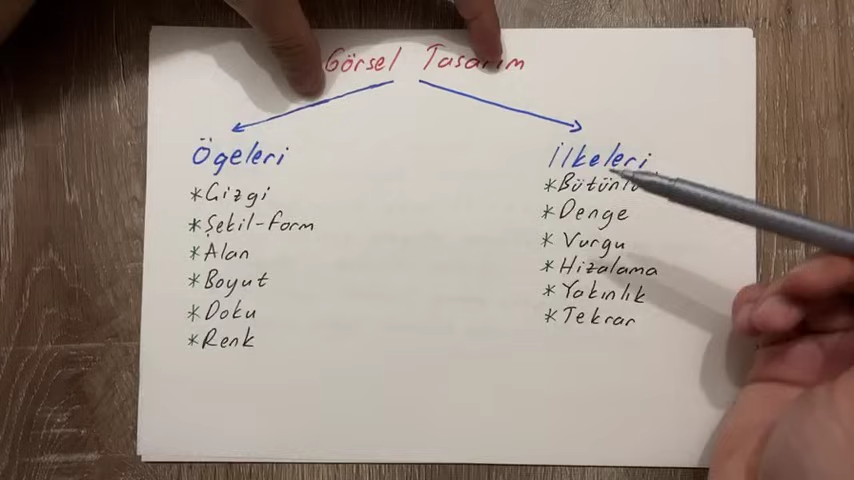 Görsel Tasarım
Ögeleri
*Çizgi
*Şekil-form
*Alan
*Boyut
*Doku
*Renk
İlkeleri
*Denge
*Vurgu
*Hizalama
*Yakınlık
*Tekrar